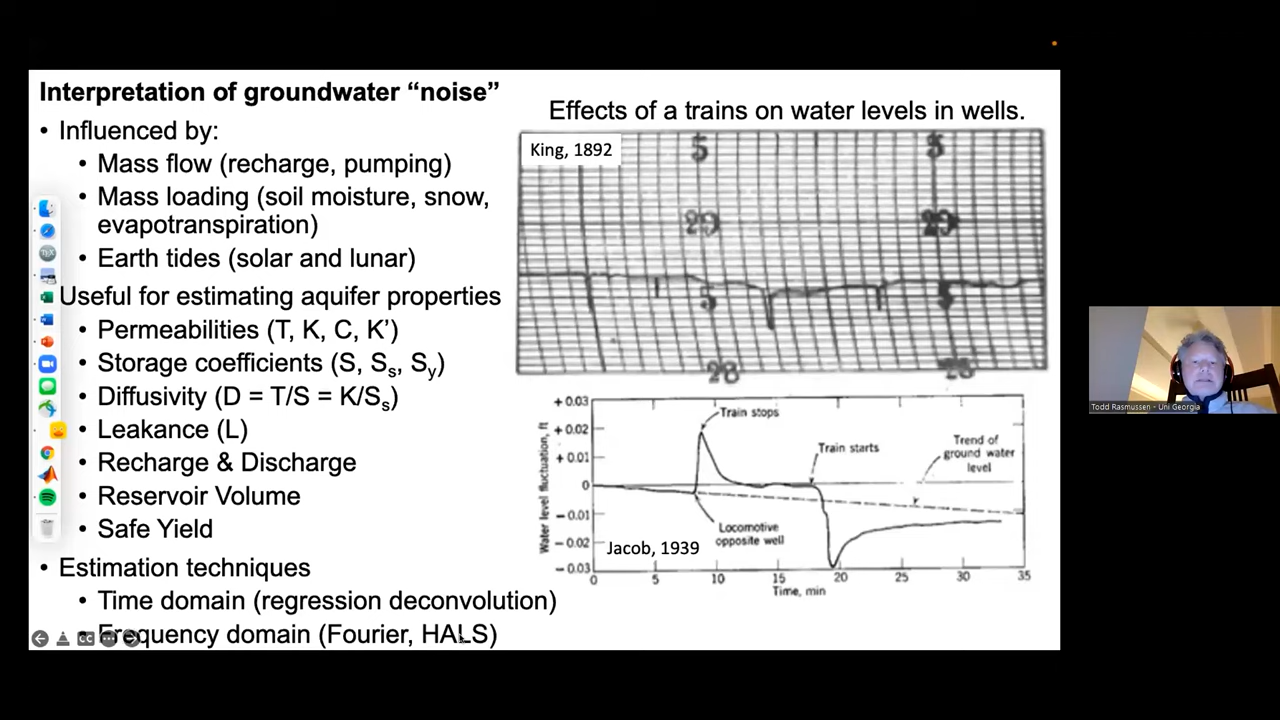 Interpretation of groundwater “noise”
• Influenced by:
• Mass flow (recharge, pumping)
• Mass loading (soil moisture, snow,
evapotranspiration)
• Earth tides (solar and lunar)
Useful for estimating aquifer properties
• Permeabilities (T, K, C, K’)
• Storage coefficients (S, Ss, Sy)
• Diffusivity (D = T/S = K/Ss)
• Leakance (L)
• Recharge & Discharge
• Reservoir Volume
• Safe Yield
• Estimation techniques
• Time domain (regression deconvolution)
• Frequency domain (Fourier, HALS)
Effects of a trains on water levels in wells.
King, 1892
5 5
29 29
5
28 28
Water level fluctuation, ft
+ 0.03
+ 0.02
+ 0.01
0
− 0.01
− 0.02
− 0.03
Train stops
Train starts
Trend of
ground water
level
Locomotive
opposite well
Jacob, 1939
0 5 10 15 20 25 30 35
Time, min
CC
TeX
Todd Rasmussen - Uni Georgia